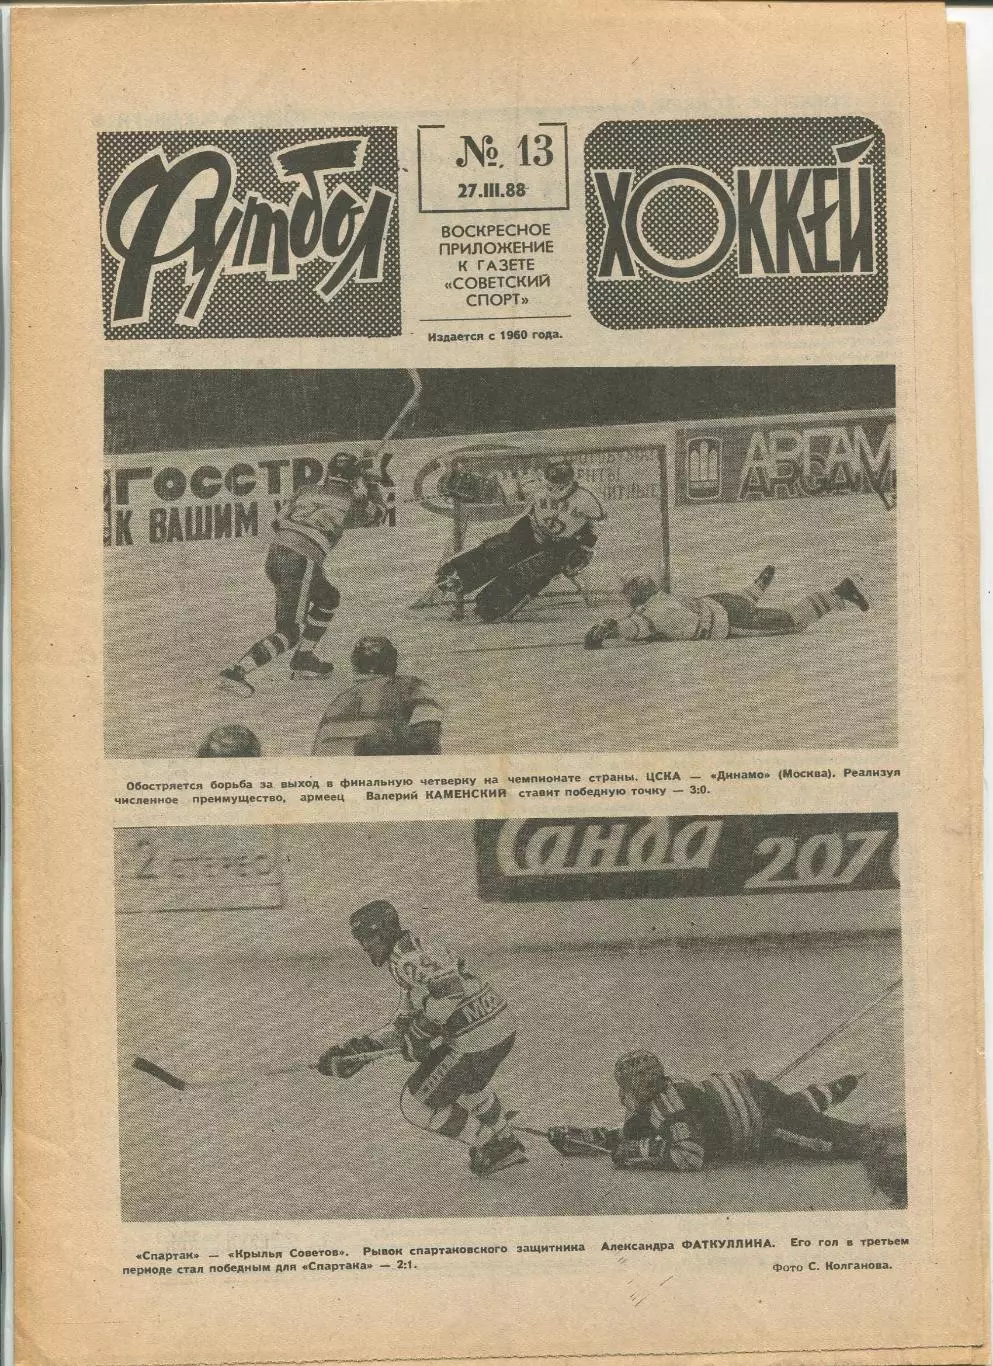 Футбол
№ 13
27.III.88
ВОСКРЕСНОЕ
ПРИЛОЖЕНИЕ
К ГАЗЕТЕ
«СОВЕТСКИЙ
СПОРТ»
Издается с 1960 года.
ХОККЕЙ
ГОССТРАХ
К ВАШИМ
АРГАМ
Обостряется борьба за выход в финальную четверку на чемпионате страны. ЦСКА — «Динамо» (Москва). Реализуя
численное преимущество, армеец Валерий КАМЕНСКИЙ ставит победную точку — 3:0.
Санда 207
«Спартак» — «Крылья Советов». Рывок спартаковского защитника Александра ФАТКУЛЛИНА. Его гол в третьем
периоде стал победным для «Спартака» — 2:1.
Фото С. Колганова.